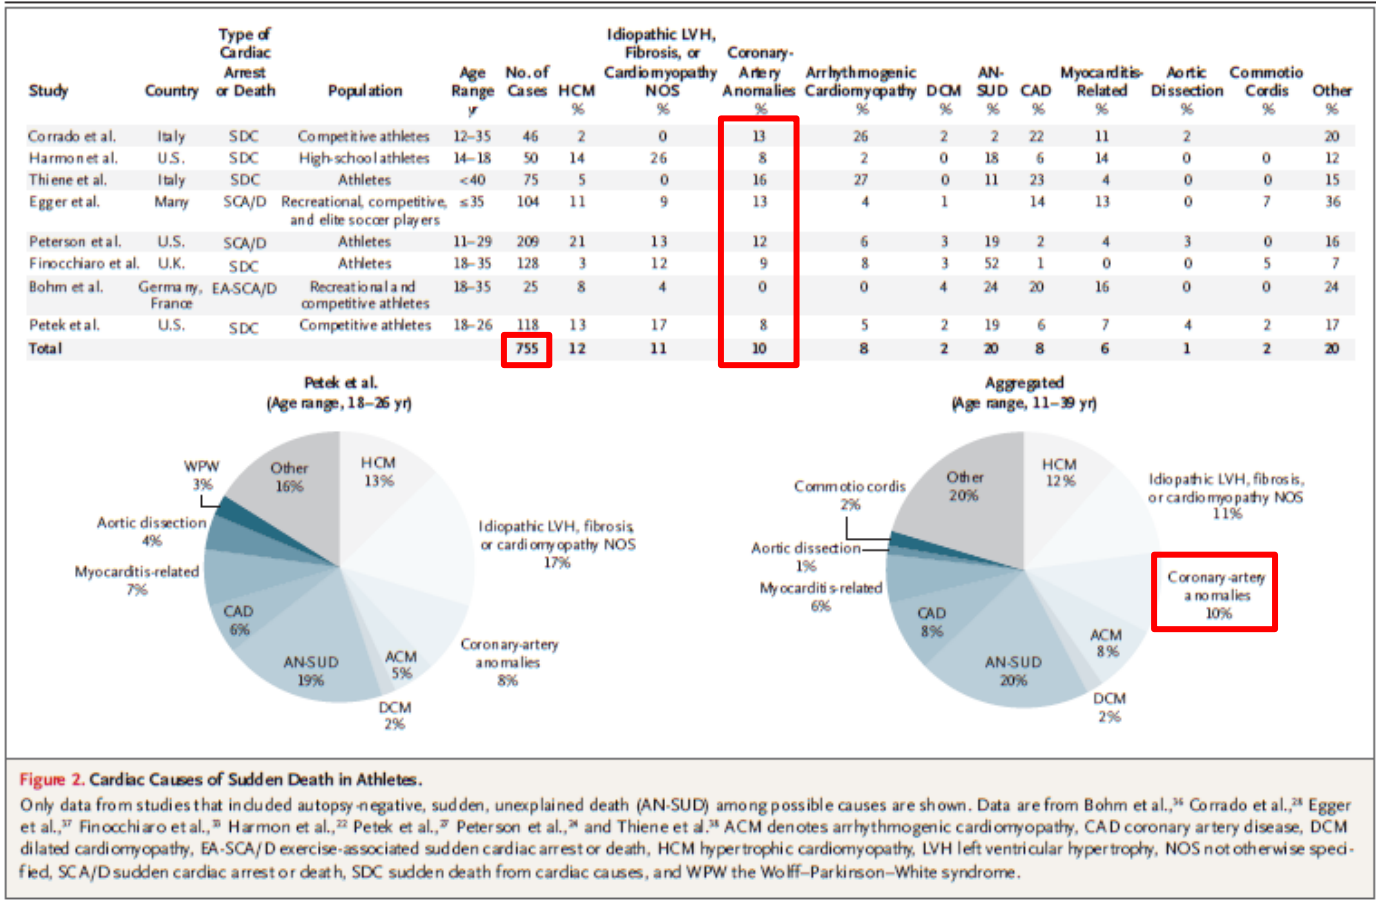 Study Country Type of Cardiac Arrest or Death Population Age Range yr No. of Cases HCM % Idiopathic LVH, Fibrosis, or Cardiomyopathy NOS % Coronary-Artery Anomalies % Arrhythmogenic Cardiomyopathy % DCM % AN-SUD % CAD % Myocarditis-Related % Aortic Dissection % Commotio Cordis % Other %
Corrado et al. Italy SDC Competitive athletes 12–35 46 2 0 13 26 2 2 22 11 2 20
Harmon et al. U.S. SDC High-school athletes 14–18 50 14 26 8 2 0 18 6 14 0 0 12
Thiene et al. Italy SDC Athletes <40 75 5 0 16 27 0 11 23 4 0 0 15
Egger et al. Many SCA/D Recreational, competitive, ≤35 104 11 9 13 4 1 14 13 0 7 36
and elite soccer players
Peterson et al. U.S. SCA/D Athletes 11–29 209 21 13 12 6 3 19 2 4 3 0 16
Finocchiaro et al. U.K. SDC Athletes 18–35 128 3 12 9 8 3 52 1 0 0 5 7
Bohm et al. Germany, EA-SCA/D Recreational and 18–35 25 8 4 0 0 4 24 20 16 0 0 24
France competitive athletes
Petek et al. U.S. SDC Competitive athletes 18–26 118 13 17 8 5 2 19 6 7 4 2 17
Total 755 12 11 10 8 2 20 8 6 1 2 20
Petek et al.
(Age range, 18–26 yr)
HCM
13%
Idiopathic LVH, fibrosis,
or cardiomyopathy NOS
17%
Coronary-artery
anomalies
8%
ACM
5%
DCM
2%
AN-SUD
19%
CAD
6%
Myocarditis-related
7%
Aortic dissection
4%
WPW
3%
Other
16%
Aggregated
(Age range, 11–39 yr)
HCM
12%
Idiopathic LVH, fibrosis,
or cardiomyopathy NOS
11%
Coronary-artery
anomalies
10%
ACM
8%
DCM
2%
AN-SUD
20%
CAD
8%
Myocarditis-related
6%
Aortic dissection
1%
Commotio cordis
2%
Other
20%
Figure 2. Cardiac Causes of Sudden Death in Athletes.
Only data from studies that included autopsy-negative, sudden, unexplained death (AN-SUD) among possible causes are shown. Data are from Bohm et al., Corrado et al., Egger
et al., Finocchiaro et al., Harmon et al., Petek et al., Peterson et al., and Thiene et al. ACM denotes arrhythmogenic cardiomyopathy, CAD coronary artery disease, DCM
dilated cardiomyopathy, EA-SCA/D exercise-associated sudden cardiac arrest or death, HCM hypertrophic cardiomyopathy, LVH left ventricular hypertrophy, NOS not otherwise speci-
fied, SCA/D sudden cardiac arrest or death, SDC sudden death from cardiac causes, and WPW the Wolff–Parkinson–White syndrome.